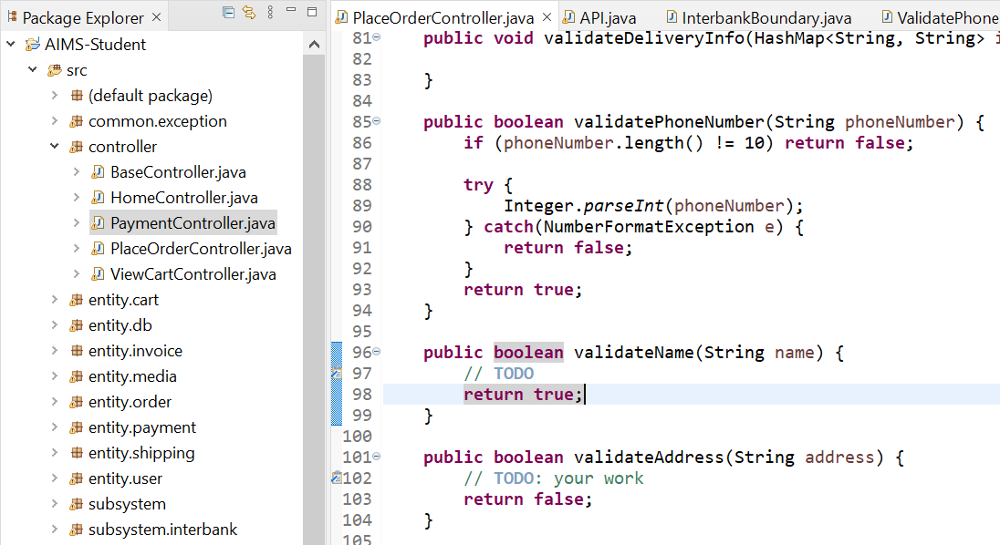 Package Explorer
AIMS-Student
src
(default package)
common.exception
controller
BaseController.java
HomeController.java
PaymentController.java
PlaceOrderController.java
ViewCartController.java
entity.cart
entity.db
entity.invoice
entity.media
entity.order
entity.payment
entity.shipping
entity.user
subsystem
subsystem.interbank
PlaceOrderController.java API.java InterbankBoundary.java ValidatePhone
81 public void validateDeliveryInfo(HashMap<String, String> i
82
83 }
84
85 public boolean validatePhoneNumber(String phoneNumber) {
86 if (phoneNumber.length() != 10) return false;
87
88 try {
89 Integer.parseInt(phoneNumber);
90 } catch(NumberFormatException e) {
91 return false;
92 }
93 return true;
94 }
95
96 public boolean validateName(String name) {
97 // TODO
98 return true;
99 }
100
101 public boolean validateAddress(String address) {
102 // TODO: your work
103 return false;
104 }
105